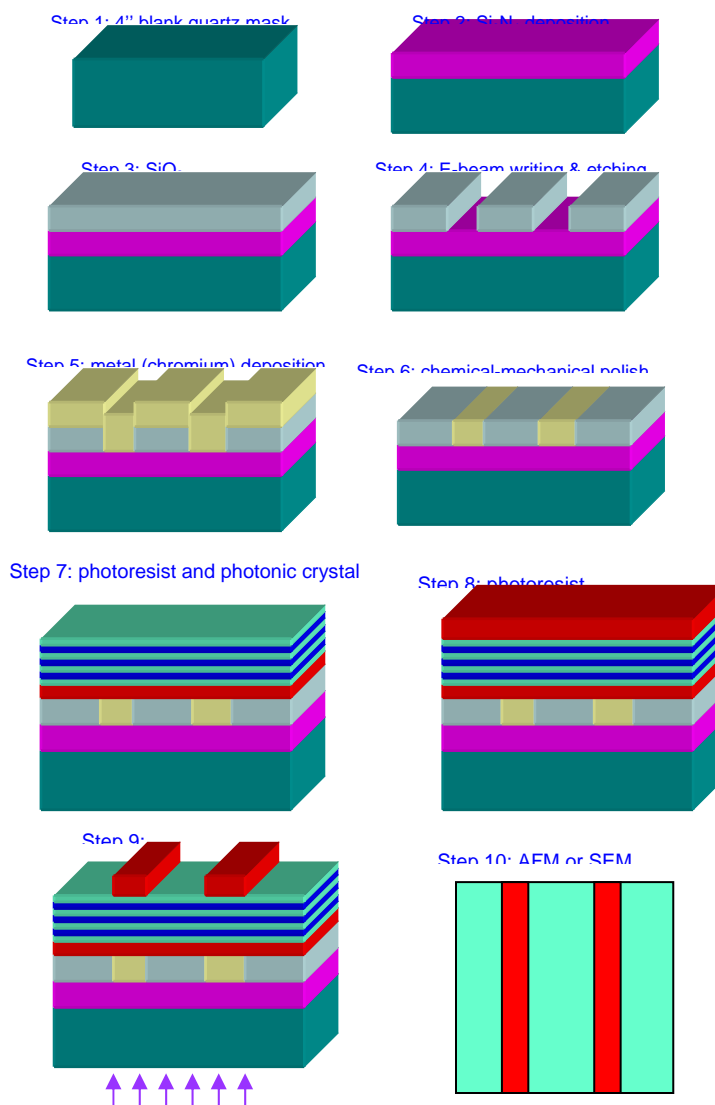 Step 1: 4'' blank quartz mask
Step 2: Si₃N₄ deposition
Step 3: SiO₂
Step 4: E-beam writing & etching
Step 5: metal (chromium) deposition
Step 6: chemical-mechanical polish
Step 7: photoresist and photonic crystal
Step 8: photoresist
Step 9:
Step 10: AFM or SEM